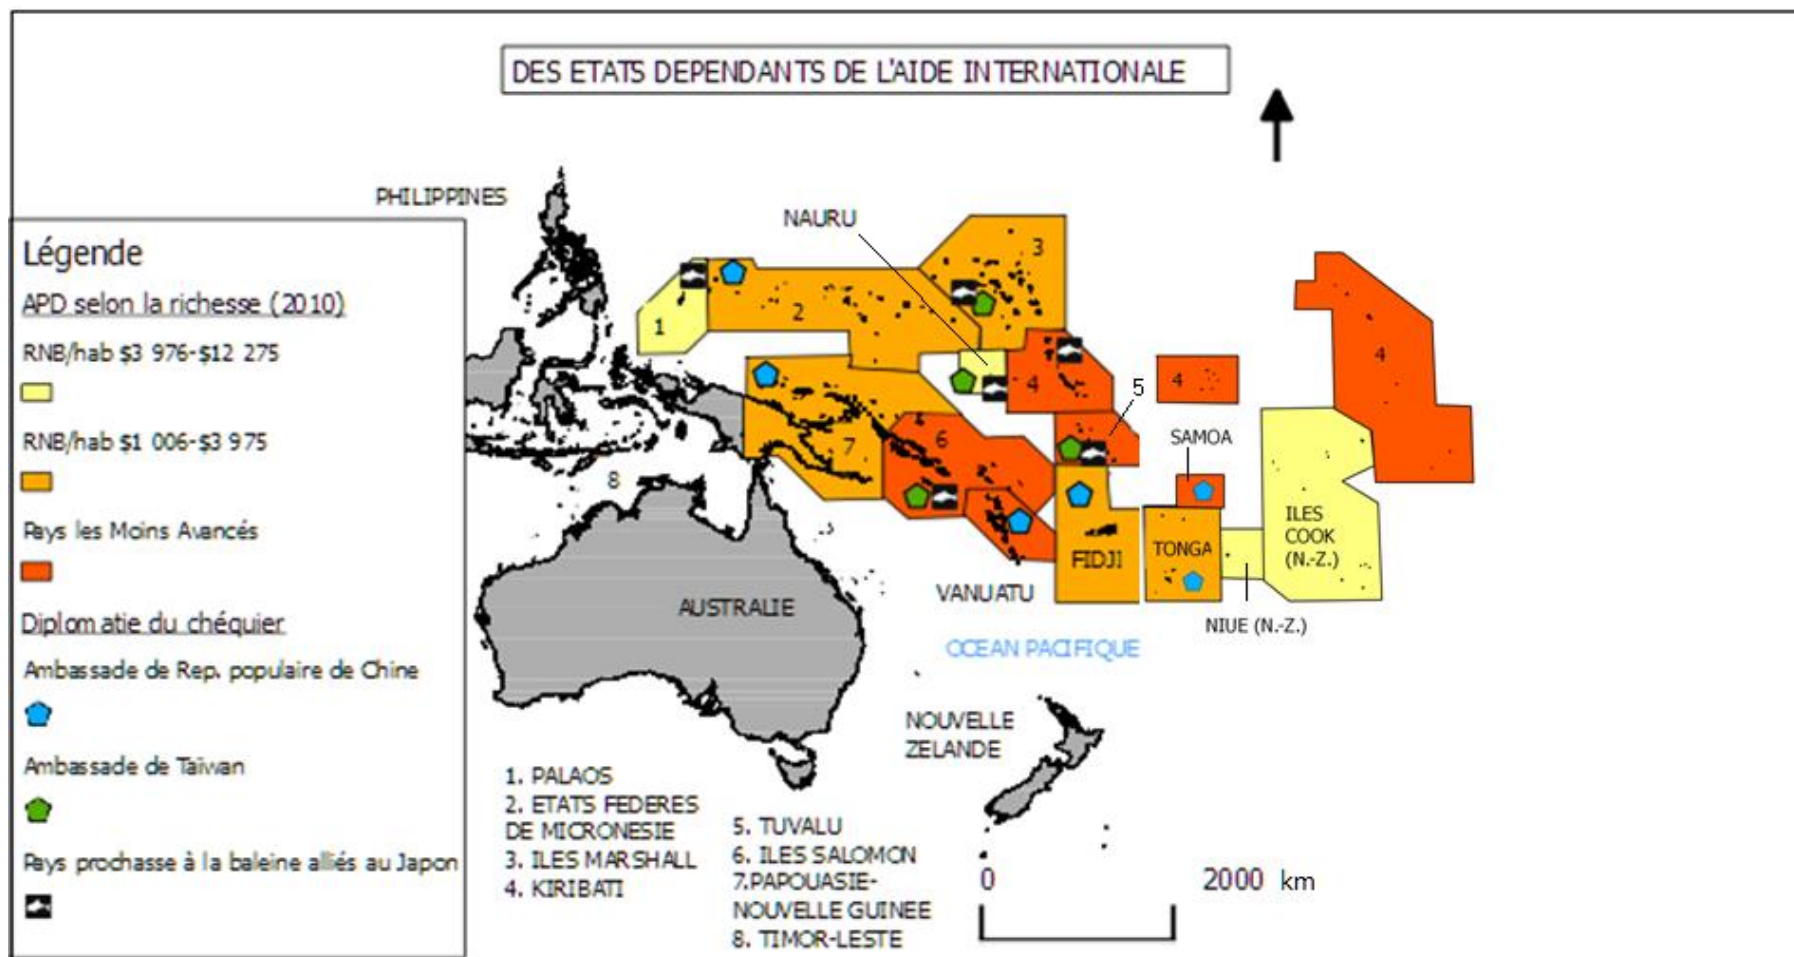 DES ETATS DEPENDANTS DE L'AIDE INTERNATIONALE
PHILIPPINES
NAURU
Légende
APD selon la richesse (2010)
RNB/hab $3 976-$12 275
RNB/hab $1 006-$3 975
Pays les Moins Avancés
Diplomatie du chéquier
Ambassade de Rep. populaire de Chine
Ambassade de Taïwan
Pays prochasse à la baleine alliés au Japon
3
1
2
4
4
4
5
6
7
8
SAMOA
ILES
COOK
(N.-Z.)
TONGA
FIDJI
VANUATU
NIUE (N.-Z.)
AUSTRALIE
OCEAN PACIFIQUE
NOUVELLE
ZELANDE
1. PALAOS
2. ETATS FEDERES
DE MICRONESIE
3. ILES MARSHALL
4. KIRIBATI
5. TUVALU
6. ILES SALOMON
7.PAPOUASIE-
NOUVELLE GUINEE
8. TIMOR-LESTE
0 2000 km